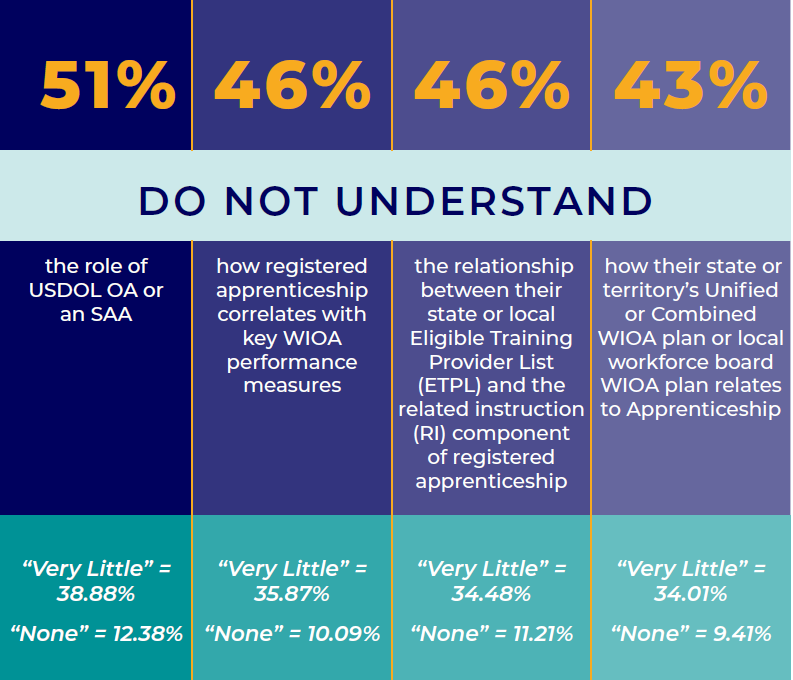 51%
46%
46%
43%
DO NOT UNDERSTAND
the role of
USDOL OA or
an SAA
how registered
apprenticeship
correlates with
key WIOA
performance
measures
the relationship
between their
state or local
Eligible Training
Provider List
(ETPL) and the
related instruction
(RI) component
of registered
apprenticeship
how their state or
territory’s Unified
or Combined
WIOA plan or local
workforce board
WIOA plan relates
to Apprenticeship
“Very Little” =
38.88%
“None” = 12.38%
“Very Little” =
35.87%
“None” = 10.09%
“Very Little” =
34.48%
“None” = 11.21%
“Very Little” =
34.01%
“None” = 9.41%